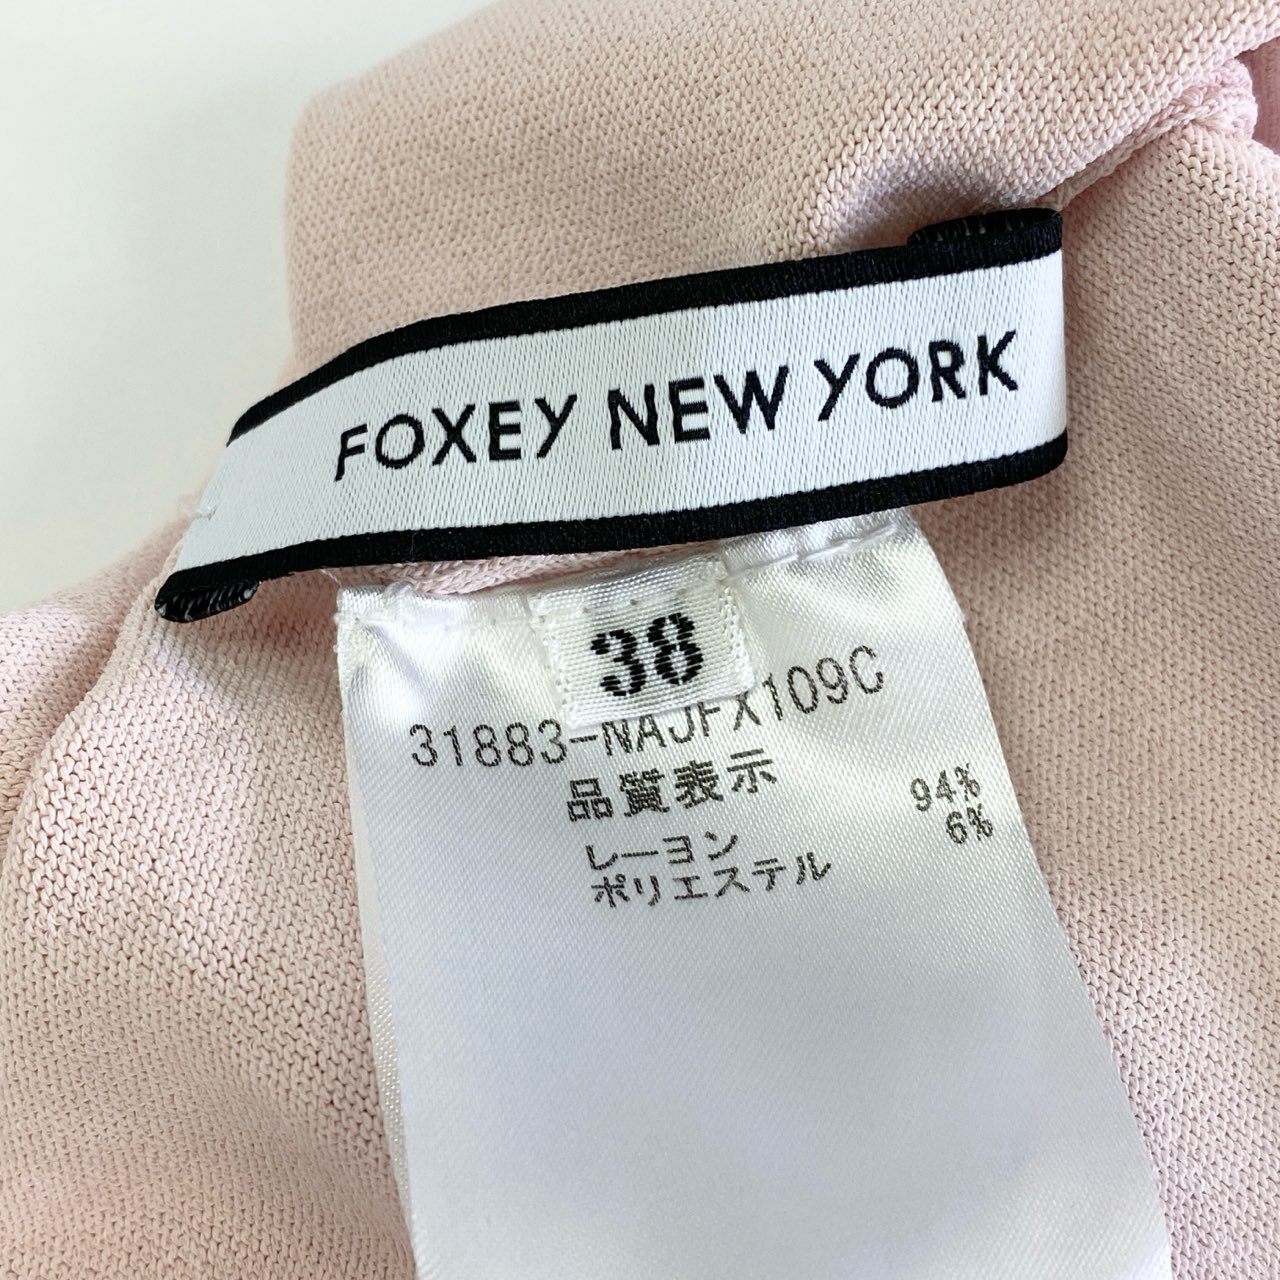 FOXEY NEW YORK
38
31883-NAJFX109C
品質表示
レーヨン 94%
ポリエステル 6%